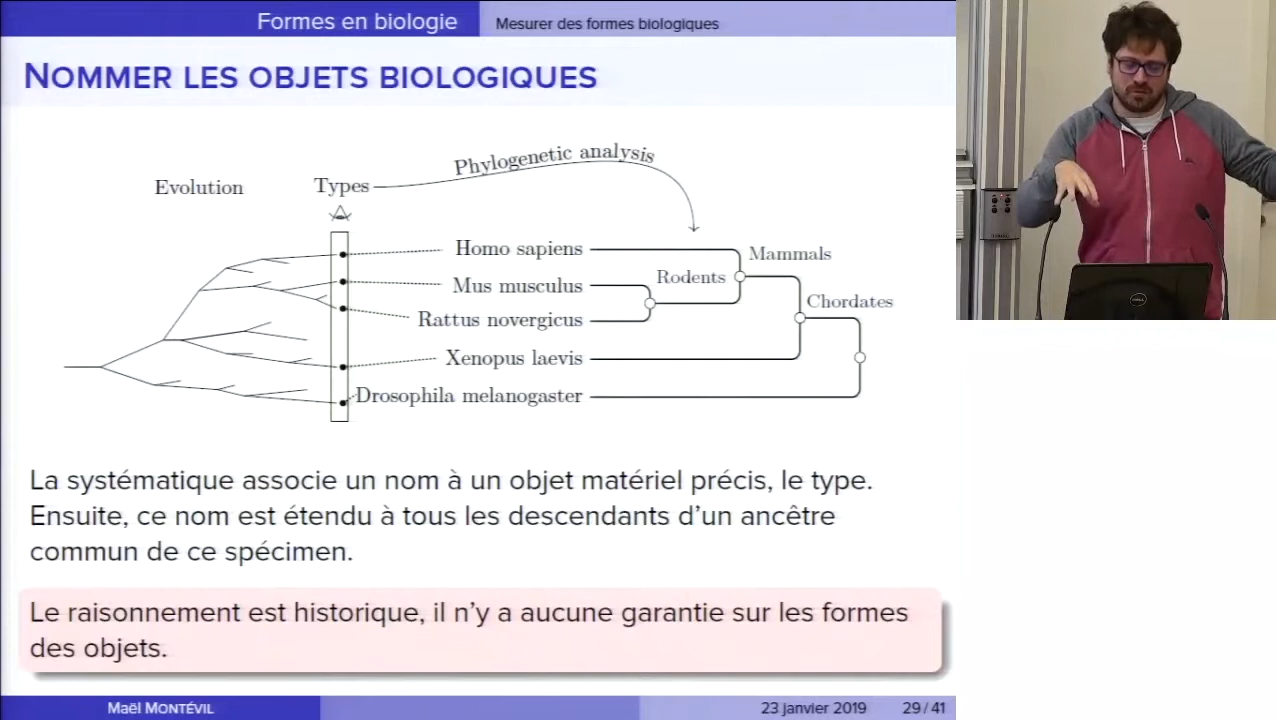 Formes en biologie
Mesurer des formes biologiques
NOMMER LES OBJETS BIOLOGIQUES
Phylogenetic analysis
Evolution
Types
Homo sapiens
Mammals
Mus musculus
Rodents
Rattus novergicus
Chordates
Xenopus laevis
Drosophila melanogaster
La systématique associe un nom à un objet matériel précis, le type.
Ensuite, ce nom est étendu à tous les descendants d'un ancêtre
commun de ce spécimen.
Le raisonnement est historique, il n'y a aucune garantie sur les formes
des objets.
Maël MONTÉVIL
23 janvier 2019
29 / 41
DELL